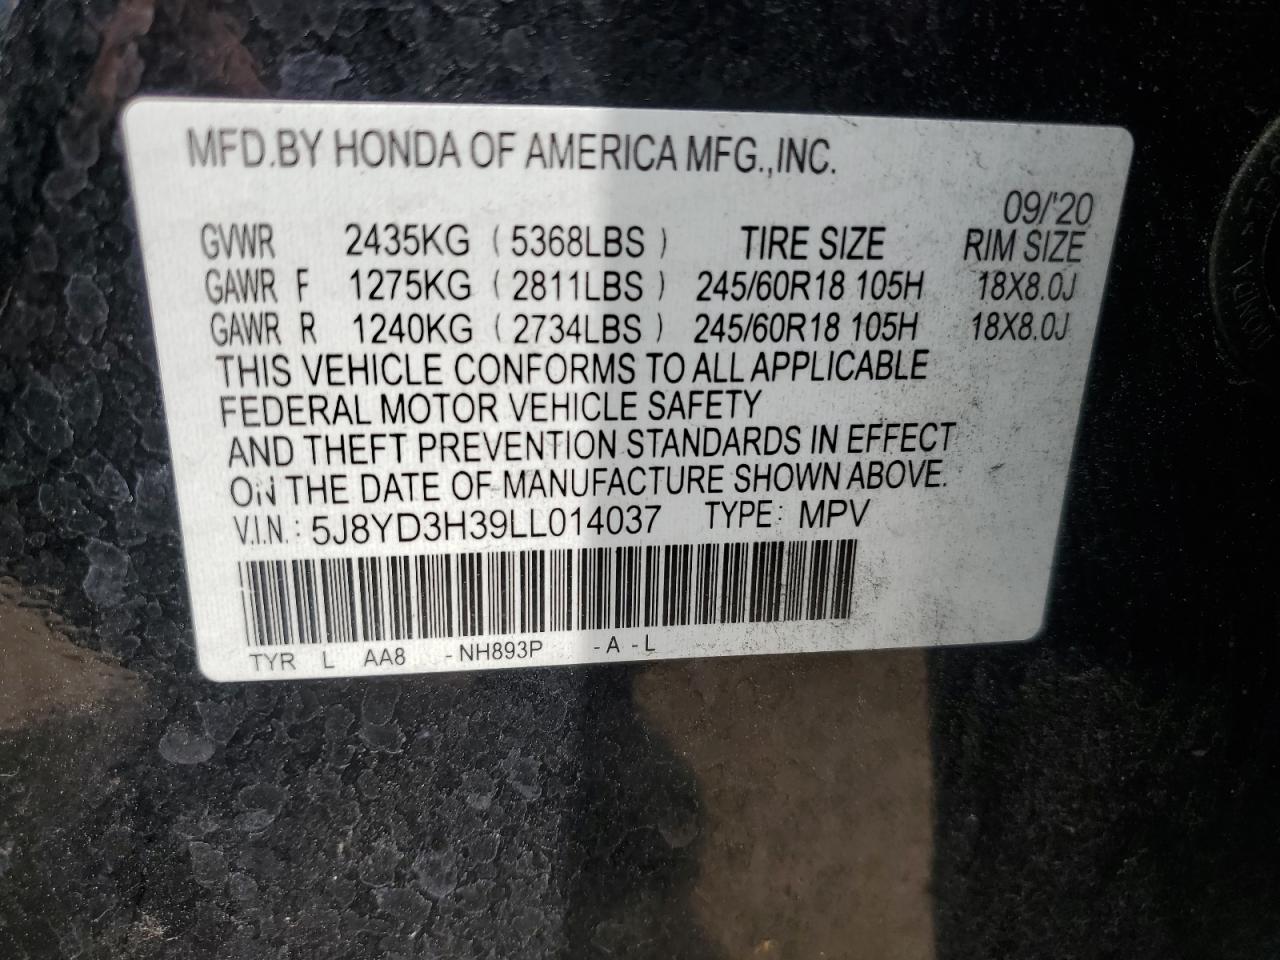 MFD.BY HONDA OF AMERICA MFG.,INC.
09/'20
GVWR 2435KG ( 5368LBS ) TIRE SIZE RIM SIZE
GAWR F 1275KG ( 2811LBS ) 245/60R18 105H 18X8.0J
GAWR R 1240KG ( 2734LBS ) 245/60R18 105H 18X8.0J
THIS VEHICLE CONFORMS TO ALL APPLICABLE
FEDERAL MOTOR VEHICLE SAFETY
AND THEFT PREVENTION STANDARDS IN EFFECT
ON THE DATE OF MANUFACTURE SHOWN ABOVE.
V.I.N.: 5J8YD3H39LL014037 TYPE: MPV
TYR L AA8 -NH893P -A-L
HONDA